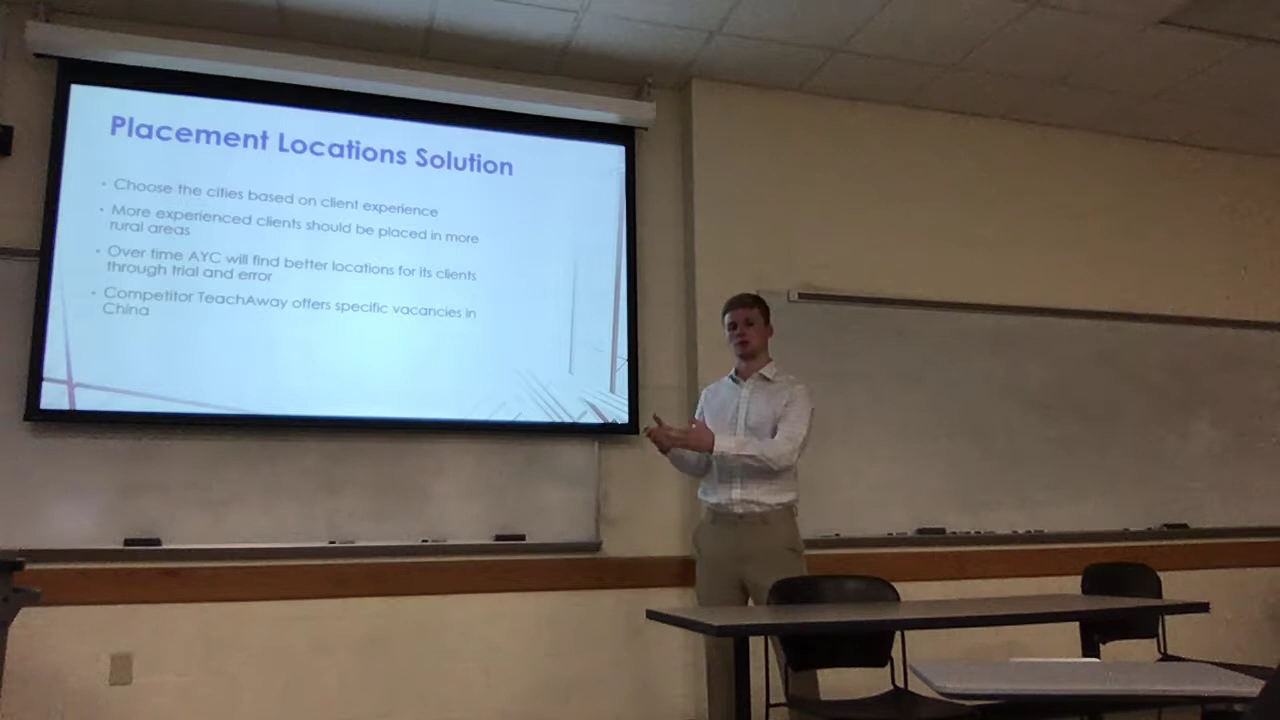 Placement Locations Solution
• Choose the cities based on client experience
• More experienced clients should be placed in more
rural areas
• Over time AYC will find better locations for its clients
through trial and error
• Competitor TeachAway offers specific vacancies in
China